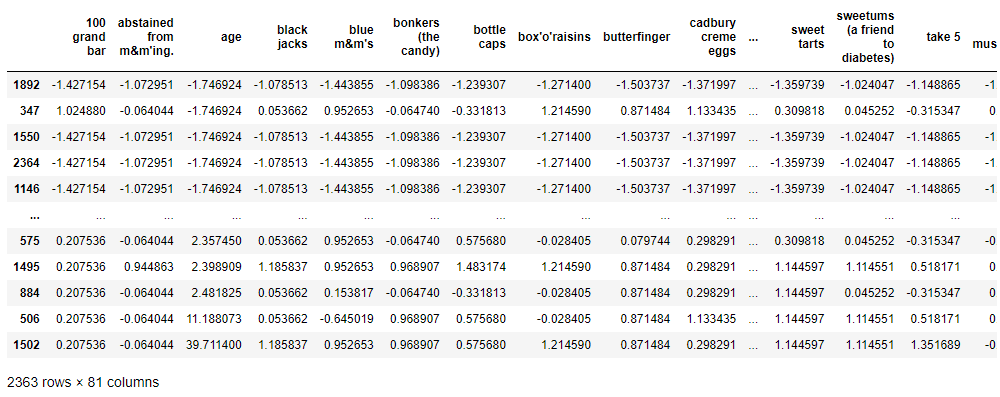 100 grand bar abstained from m&m'ing. age black jacks blue m&m's bonkers (the candy) bottle caps box'o'raisins butterfinger cadbury creme eggs ... sweet tarts sweetums (a friend to diabetes) take 5 mus
1892 -1.427154 -1.072951 -1.746924 -1.078513 -1.443855 -1.098386 -1.239307 -1.271400 -1.503737 -1.371997 ... -1.359739 -1.024047 -1.148865 -1.
347 1.024880 -0.064044 -1.746924 0.053662 0.952653 -0.064740 -0.331813 1.214590 0.871484 1.133435 ... 0.309818 0.045252 -0.315347 0
1550 -1.427154 -1.072951 -1.746924 -1.078513 -1.443855 -1.098386 -1.239307 -1.271400 -1.503737 -1.371997 ... -1.359739 -1.024047 -1.148865 -1.
2364 -1.427154 -1.072951 -1.746924 -1.078513 -1.443855 -1.098386 -1.239307 -1.271400 -1.503737 -1.371997 ... -1.359739 -1.024047 -1.148865 -1.
1146 -1.427154 -1.072951 -1.746924 -1.078513 -1.443855 -1.098386 -1.239307 -1.271400 -1.503737 -1.371997 ... -1.359739 -1.024047 -1.148865 -1.
... ... ... ... ... ... ... ... ... ... ... ... ... ... ...
575 0.207536 -0.064044 2.357450 0.053662 0.952653 -0.064740 0.575680 -0.028405 0.079744 0.298291 ... 0.309818 0.045252 -0.315347 -0
1495 0.207536 0.944863 2.398909 1.185837 0.952653 0.968907 1.483174 1.214590 0.871484 0.298291 ... 1.144597 1.114551 0.518171 0
884 0.207536 -0.064044 2.481825 0.053662 0.153817 -0.064740 -0.331813 -0.028405 0.871484 0.298291 ... 1.144597 0.045252 -0.315347 0
506 0.207536 -0.064044 11.188073 0.053662 -0.645019 0.968907 0.575680 -0.028405 0.871484 1.133435 ... 1.144597 1.114551 0.518171 0
1502 0.207536 -0.064044 39.711400 1.185837 0.952653 0.968907 0.575680 1.214590 0.871484 0.298291 ... 1.144597 1.114551 1.351689 -0
2363 rows × 81 columns